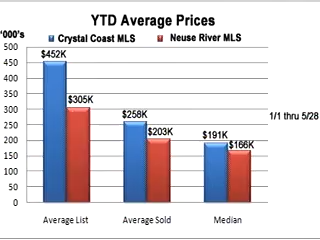 YTD Average Prices
'000's
Crystal Coast MLS Neuse River MLS
500
450
400
350
300
250
200
150
100
50
0
$452K
$305K
$258K
$203K
$191K
$166K
1/1 thru 5/28
Average List Average Sold Median